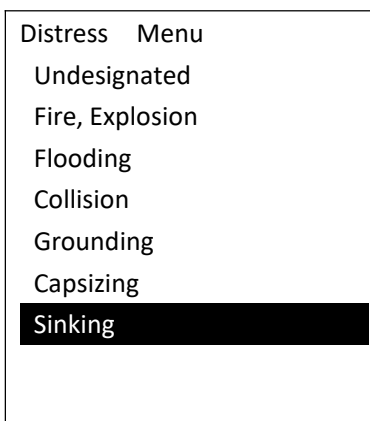 Distress Menu
Undesignated
Fire, Explosion
Flooding
Collision
Grounding
Capsizing
Sinking